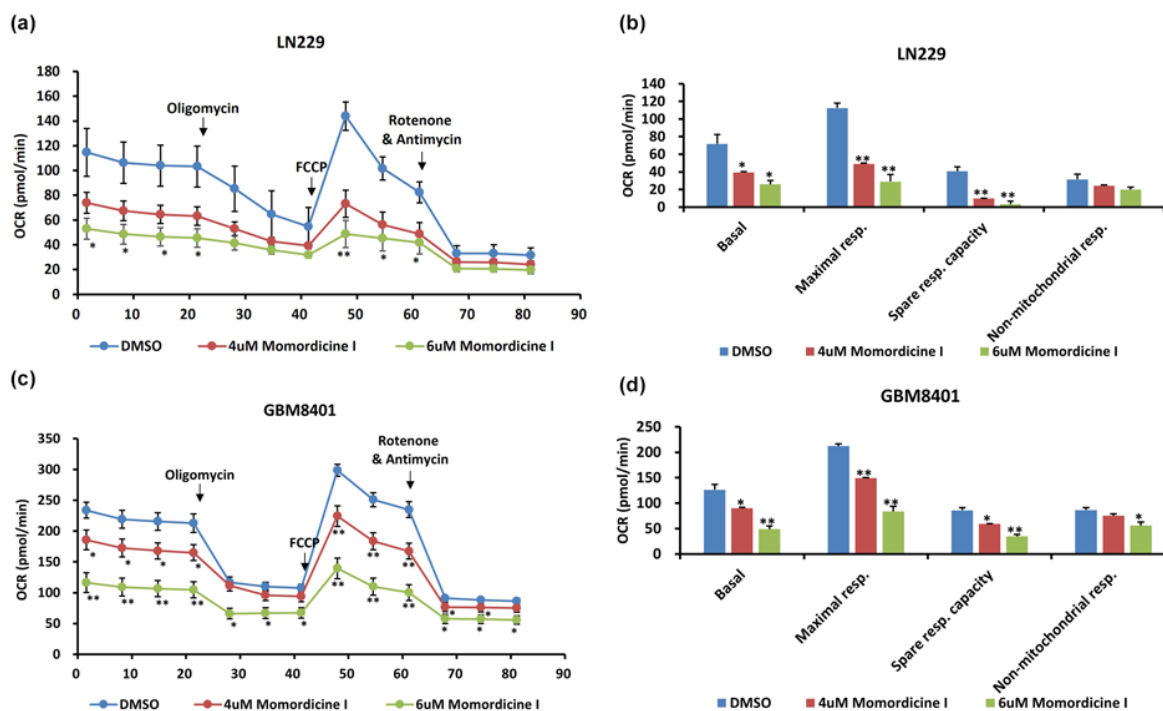 (a)
LN229
OCR (pmol/min)
180
160
140
120
100
80
60
40
20
0
Oligomycin
FCCP
Rotenone
& Antimycin
* * * * ** * *
0 10 20 30 40 50 60 70 80 90
DMSO 4uM Momordicine I 6uM Momordicine I
(b)
LN229
OCR (pmol/min)
140
120
100
80
60
40
20
0
* * ** ** ** **
Basal
Maximal resp.
Spare resp. capacity
Non-mitochondrial resp.
DMSO 4uM Momordicine I 6uM Momordicine I
(c)
GBM8401
OCR (pmol/min)
350
300
250
200
150
100
50
0
Oligomycin
FCCP
Rotenone
& Antimycin
* * * * ** ** ** * *
** ** ** ** * * * ** ** ** * * *
0 10 20 30 40 50 60 70 80 90
DMSO 4uM Momordicine I 6uM Momordicine I
(d)
GBM8401
OCR (pmol/min)
250
200
150
100
50
0
* ** ** ** * ** *
Basal
Maximal resp.
Spare resp. capacity
Non-mitochondrial resp.
DMSO 4uM Momordicine I 6uM Momordicine I